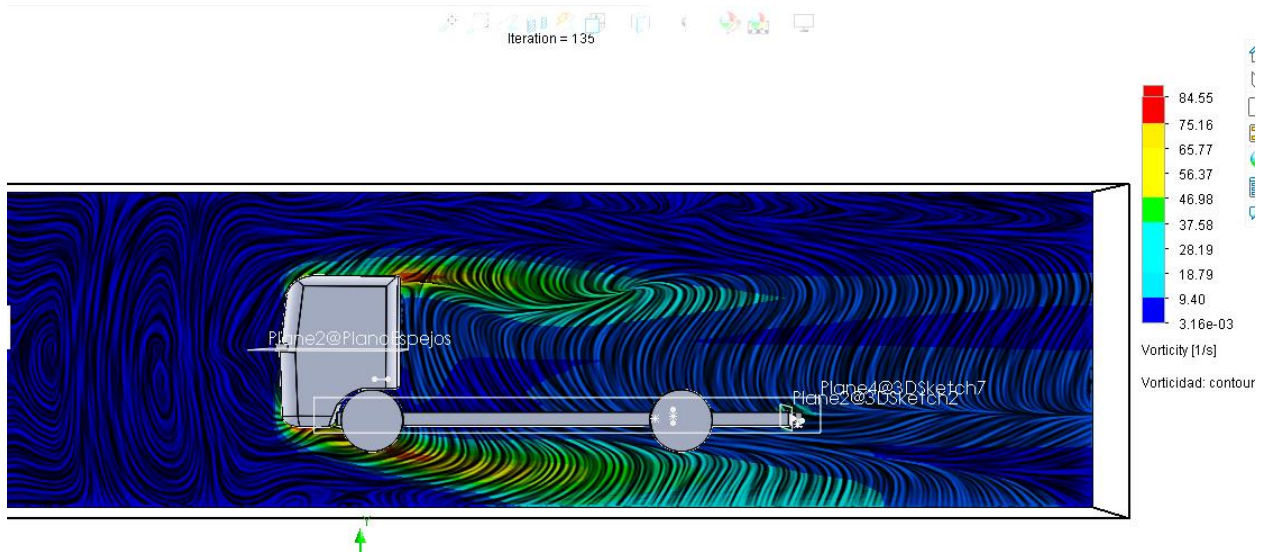 Iteration = 135
84.55
75.16
65.77
56.37
46.98
37.58
28.19
18.79
9.40
3.16e-03
Vorticity [1/s]
Vorticidad: contour
Plane2@PlanoEspejos
Plane4@3DSketch7
Plane2@3DSketch2
Y